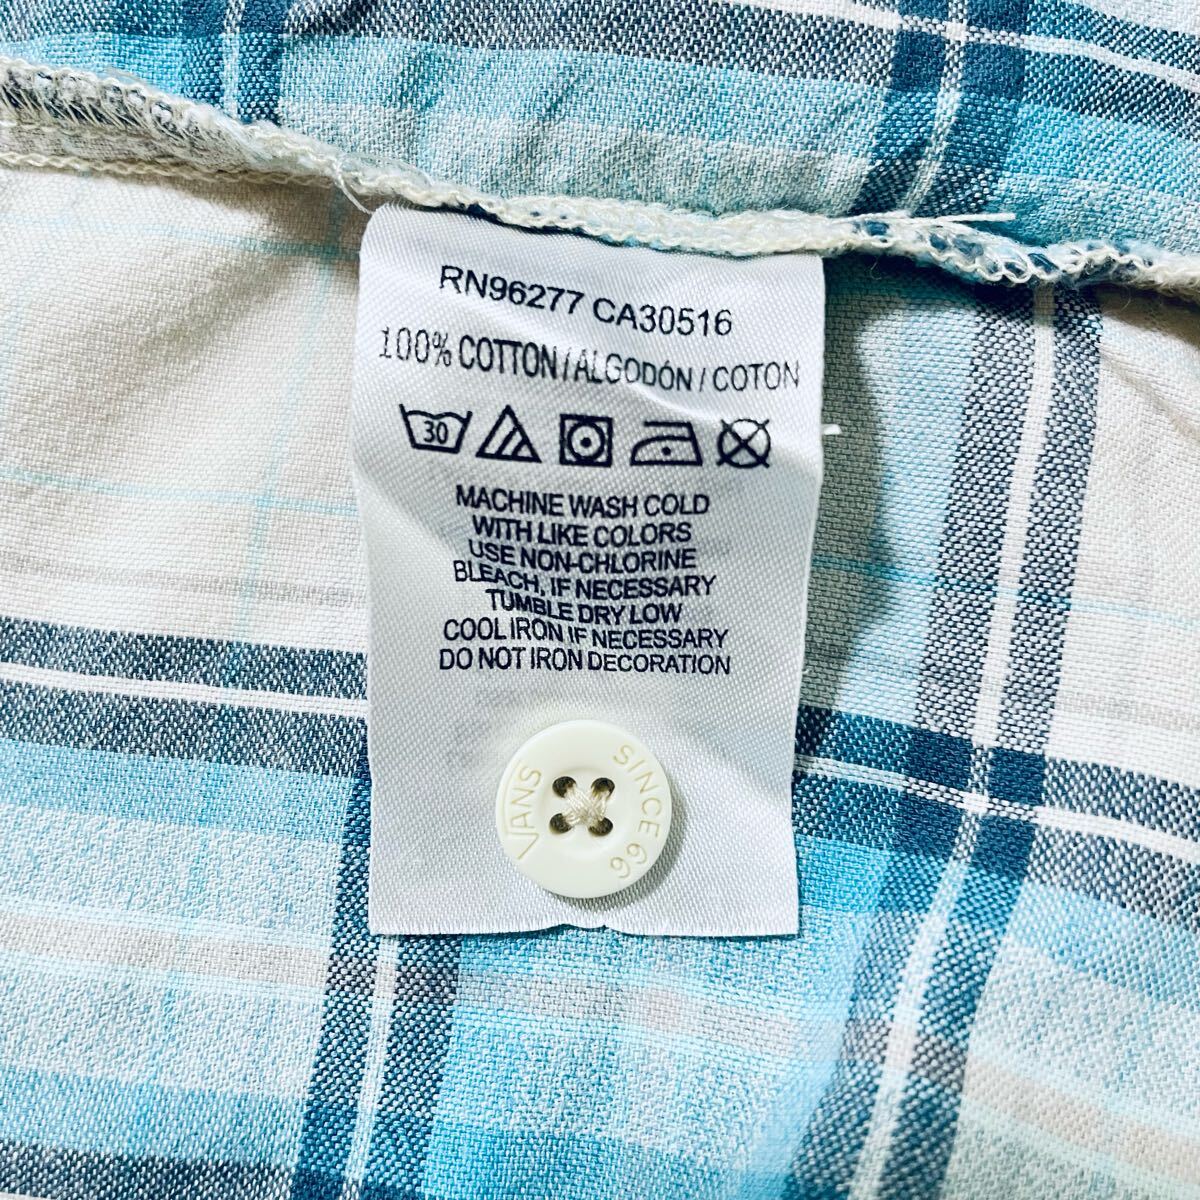 RN96277 CA30516
100% COTTON / ALGODÓN / COTON
30
MACHINE WASH COLD
WITH LIKE COLORS
USE NON-CHLORINE
BLEACH, IF NECESSARY
TUMBLE DRY LOW
COOL IRON IF NECESSARY
DO NOT IRON DECORATION
VANS
SINCE 66